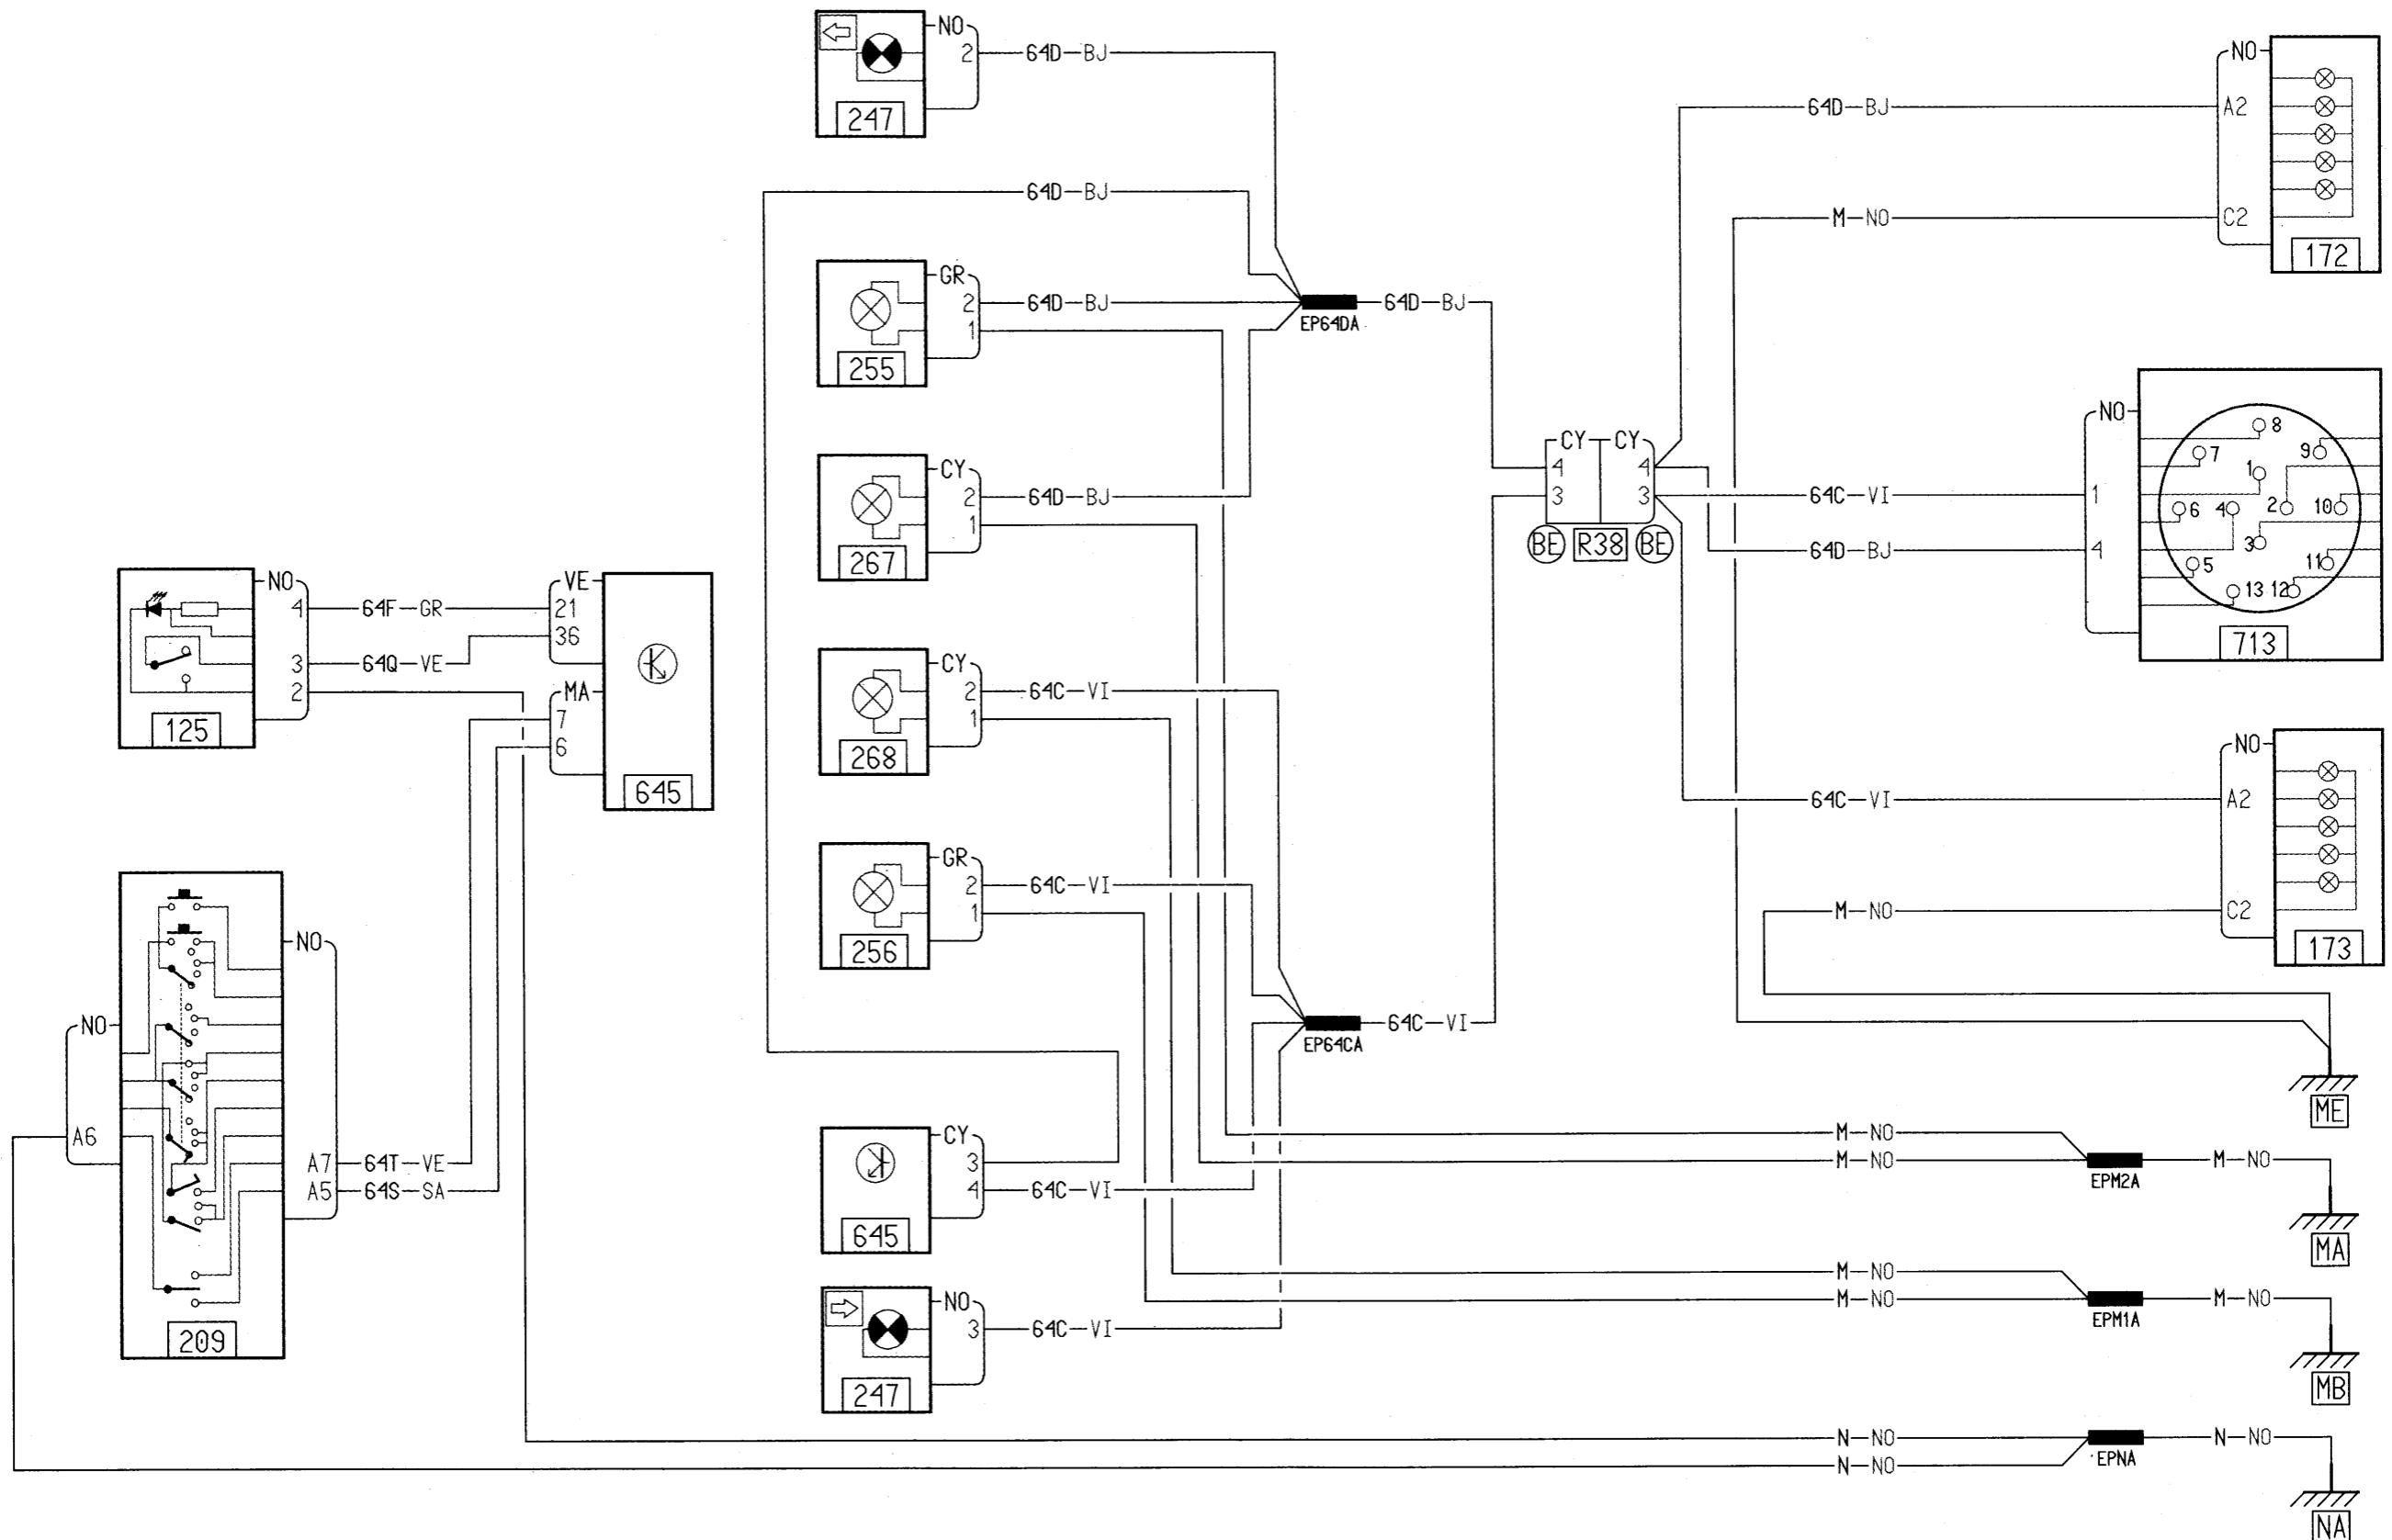 NO
2
64D-BJ
247
64D-BJ
GR
2
64D-BJ
1
255
EP64DA
64D-BJ
CY
2
64D-BJ
1
267
CY
2
64C-VI
1
268
GR
2
64C-VI
1
256
EP64CA
64C-VI
CY
3
4
64C-VI
645
NO
3
64C-VI
247
NO
4
64F-GR
3
64Q-VE
2
125
VE
21
36
MA
7
6
645
NO
A6
NO
A7
64T-VE
A5
64S-SA
209
CY
CY
4
4
3
3
BE
R38
BE
64D-BJ
NO
A2
M-NO
C2
172
64C-VI
NO
1
64D-BJ
4
8
7
9
1
6
4
2
10
3
5
11
13
12
713
64C-VI
NO
A2
M-NO
C2
173
ME
M-NO
M-NO
EPM2A
M-NO
MA
M-NO
M-NO
EPM1A
M-NO
MB
N-NO
N-NO
EPNA
N-NO
NA